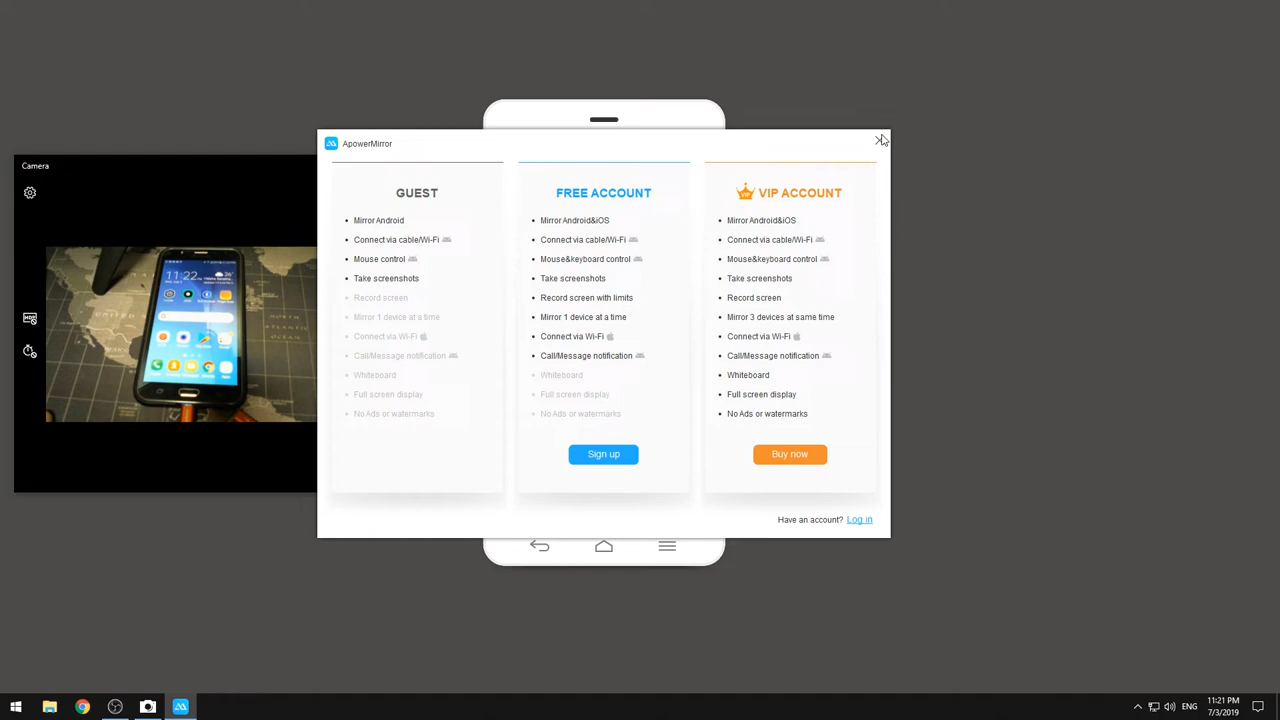 Camera
HDR
11:22
36°
ApowerMirror
GUEST
Mirror Android
Connect via cable/Wi-Fi
Mouse control
Take screenshots
Record screen
Mirror 1 device at a time
Connect via Wi-Fi
Call/Message notification
Whiteboard
Full screen display
No Ads or watermarks
FREE ACCOUNT
Mirror Android&iOS
Connect via cable/Wi-Fi
Mouse&keyboard control
Take screenshots
Record screen with limits
Mirror 1 device at a time
Connect via Wi-Fi
Call/Message notification
Whiteboard
Full screen display
No Ads or watermarks
Sign up
VIP
VIP ACCOUNT
Mirror Android&iOS
Connect via cable/Wi-Fi
Mouse&keyboard control
Take screenshots
Record screen
Mirror 3 devices at same time
Connect via Wi-Fi
Call/Message notification
Whiteboard
Full screen display
No Ads or watermarks
Buy now
Have an account? Log in
ENG
11:21 PM
7/3/2019